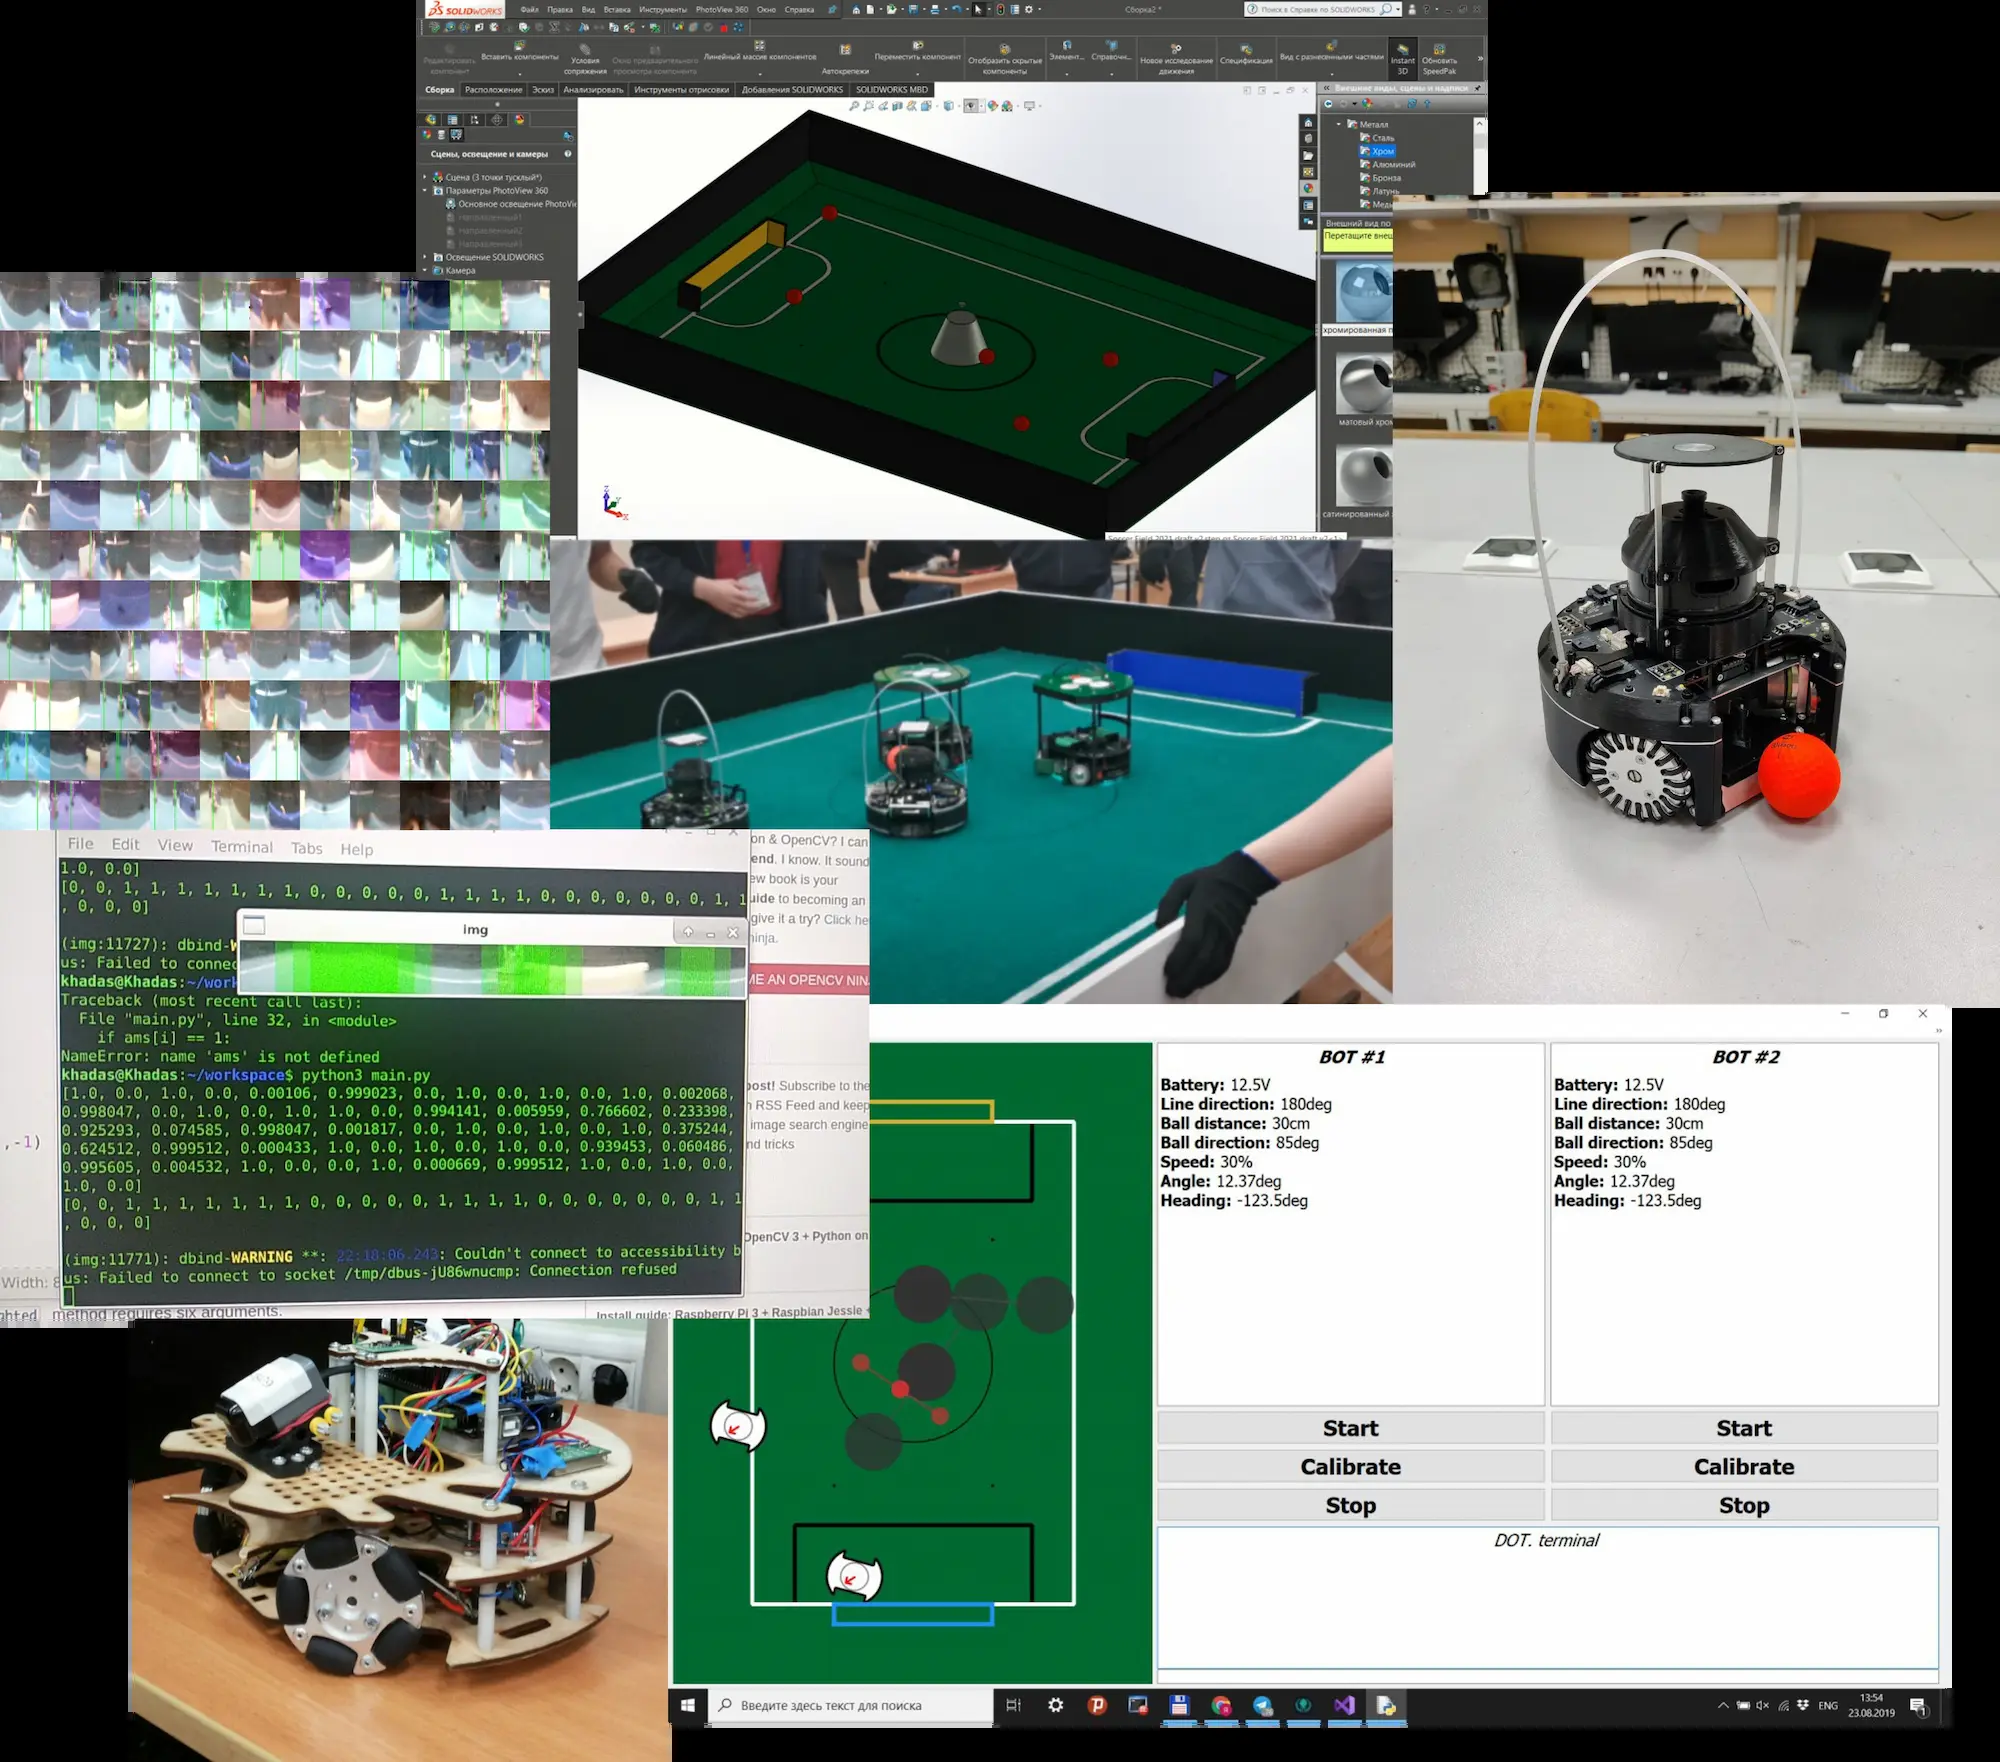 SOLIDWORKS
Файл Правка Вид Вставка Инструменты PhotoView 360 Окно Справка
Сборка2 *
Поиск в Справке по SOLIDWORKS
Редактировать компонент
Вставить компоненты
Условия сопряжения
Окно предварительного просмотра компонента
Линейный массив компонентов
Автокрепежи
Переместить компонент
Отобразить скрытые компоненты
Элемент...
Справочн...
Новое исследование движения
Спецификация
Вид с разнесенными частями
Instant 3D
Обновить SpeedPak
Сборка Расположение Эскиз Анализировать Инструменты отрисовки Добавления SOLIDWORKS SOLIDWORKS MBD
Внешние виды, сцены и надписи
Сцены, освещение и камеры
Сцена (3 точки тусклый*)
Параметры PhotoView 360
Основное освещение PhotoVie
Направленный1
Направленный2
Направленный3
Освещение SOLIDWORKS
Камера
Металл
Сталь
Хром
Алюминий
Бронза
Латунь
Внешний вид по
Перетащите внеш
хромированная п
матовый хром
сатинированный
File Edit View Terminal Tabs Help
1.0, 0.0]
[0, 0, 1, 1, 1, 1, 1, 1, 1, 0, 0, 0, 0, 0, 1, 1, 1, 1, 0, 0, 0, 0, 0, 0, 0, 1, 1
, 0, 0, 0]
(img:11727): dbind-W
us: Failed to connec
khadas@Khadas:~/work
img
Traceback (most recent call last):
File "main.py", line 32, in <module>
if ams[i] == 1:
NameError: name 'ams' is not defined
khadas@Khadas:~/workspace$ python3 main.py
[1.0, 0.0, 1.0, 0.0, 0.00106, 0.999023, 0.0, 1.0, 0.0, 1.0, 0.0, 1.0, 0.002068,
0.998047, 0.0, 1.0, 0.0, 1.0, 1.0, 0.0, 0.994141, 0.005959, 0.766602, 0.233398,
0.925293, 0.074585, 0.998047, 0.001817, 0.0, 1.0, 0.0, 1.0, 0.0, 1.0, 0.375244,
0.624512, 0.999512, 0.000433, 1.0, 0.0, 1.0, 0.0, 1.0, 0.0, 0.939453, 0.060486,
0.995605, 0.004532, 1.0, 0.0, 0.0, 1.0, 0.000669, 0.999512, 1.0, 0.0, 1.0, 0.0,
1.0, 0.0]
[0, 0, 1, 1, 1, 1, 1, 1, 1, 0, 0, 0, 0, 0, 1, 1, 1, 1, 0, 0, 0, 0, 0, 0, 0, 1, 1
, 0, 0, 0]
(img:11771): dbind-WARNING **: 22:18:06.243: Couldn't connect to accessibility b
us: Failed to connect to socket /tmp/dbus-jU86wnucmp: Connection refused
,-1)
Width: 8
ghted method requires six arguments.
on & OpenCV? I can
end. I know. It sound
ew book is your
uide to becoming an
give it a try? Click he
ninja.
ME AN OPENCV NIN
post! Subscribe to the
n RSS Feed and keep
image search engine
nd tricks
OpenCV 3 + Python on
Install guide: Raspberry Pi 3 + Raspbian Jessie +
BOT #1
Battery: 12.5V
Line direction: 180deg
Ball distance: 30cm
Ball direction: 85deg
Speed: 30%
Angle: 12.37deg
Heading: -123.5deg
Start
Calibrate
Stop
BOT #2
Battery: 12.5V
Line direction: 180deg
Ball distance: 30cm
Ball direction: 85deg
Speed: 30%
Angle: 12.37deg
Heading: -123.5deg
Start
Calibrate
Stop
DOT. terminal
Введите здесь текст для поиска
ENG
13:54
23.08.2019